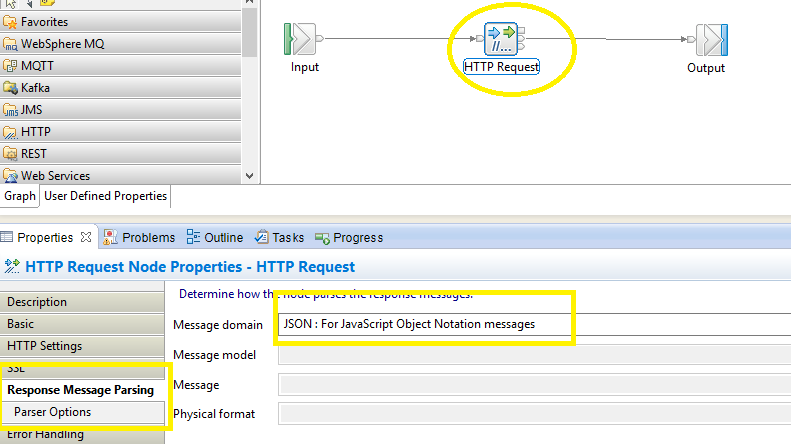 Favorites
WebSphere MQ
MQTT
Kafka
JMS
HTTP
REST
Web Services
Input
HTTP Request
Output
Graph User Defined Properties
Properties Problems Outline Tasks Progress
HTTP Request Node Properties - HTTP Request
Description
Basic
HTTP Settings
SSL
Response Message Parsing
Parser Options
Error Handling
Determine how the node parses the response messages.
Message domain JSON : For JavaScript Object Notation messages
Message model
Message
Physical format